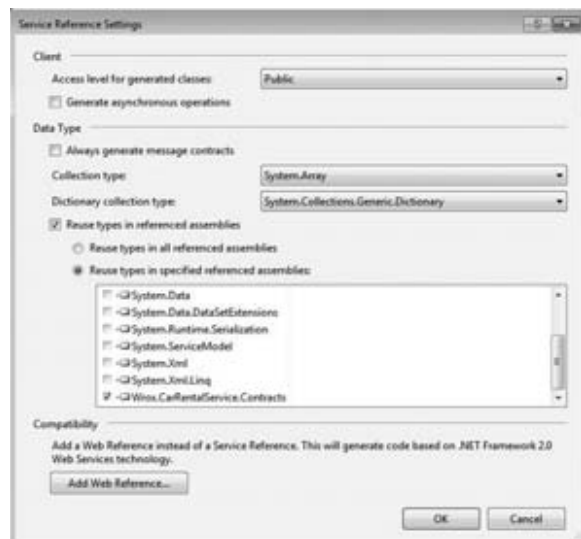 Service Reference Settings
Client
Access level for generated classes: Public
Generate asynchronous operations
Data Type
Always generate message contracts
Collection type: System.Array
Dictionary collection type: System.Collections.Generic.Dictionary
Reuse types in referenced assemblies
Reuse types in all referenced assemblies
Reuse types in specified referenced assemblies:
System.Data
System.Data.DataSetExtensions
System.Runtime.Serialization
System.ServiceModel
System.Xml
System.Xml.Linq
Wrox.CarRentalService.Contracts
Compatibility
Add a Web Reference instead of a Service Reference. This will generate code based on .NET Framework 2.0
Web Services technology.
Add Web Reference...
OK Cancel